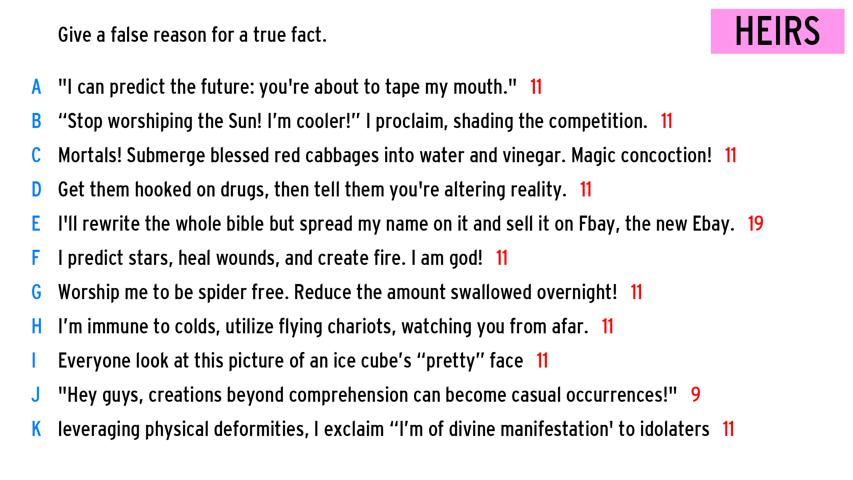 Give a false reason for a true fact.
HEIRS
A "I can predict the future: you're about to tape my mouth." 11
B “Stop worshiping the Sun! I’m cooler!” I proclaim, shading the competition. 11
C Mortals! Submerge blessed red cabbages into water and vinegar. Magic concoction! 11
D Get them hooked on drugs, then tell them you're altering reality. 11
E I'll rewrite the whole bible but spread my name on it and sell it on Fbay, the new Ebay. 19
F I predict stars, heal wounds, and create fire. I am god! 11
G Worship me to be spider free. Reduce the amount swallowed overnight! 11
H I’m immune to colds, utilize flying chariots, watching you from afar. 11
I Everyone look at this picture of an ice cube’s “pretty” face 11
J "Hey guys, creations beyond comprehension can become casual occurrences!" 9
K leveraging physical deformities, I exclaim “I’m of divine manifestation' to idolaters 11